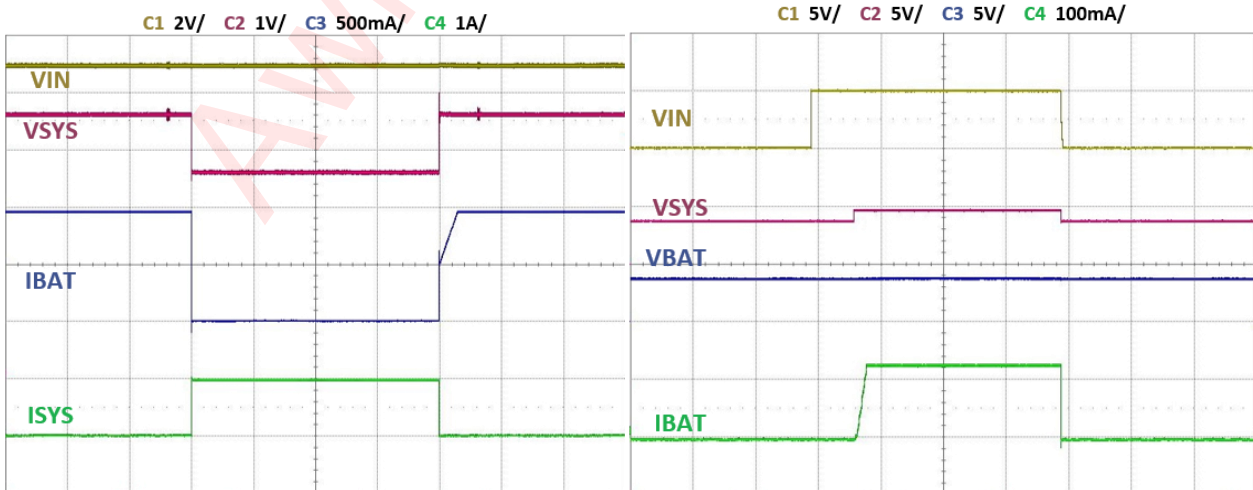 C1 2V/ C2 1V/ C3 500mA/ C4 1A/
VIN
VSYS
IBAT
ISYS
C1 5V/ C2 5V/ C3 5V/ C4 100mA/
VIN
VSYS
VBAT
IBAT